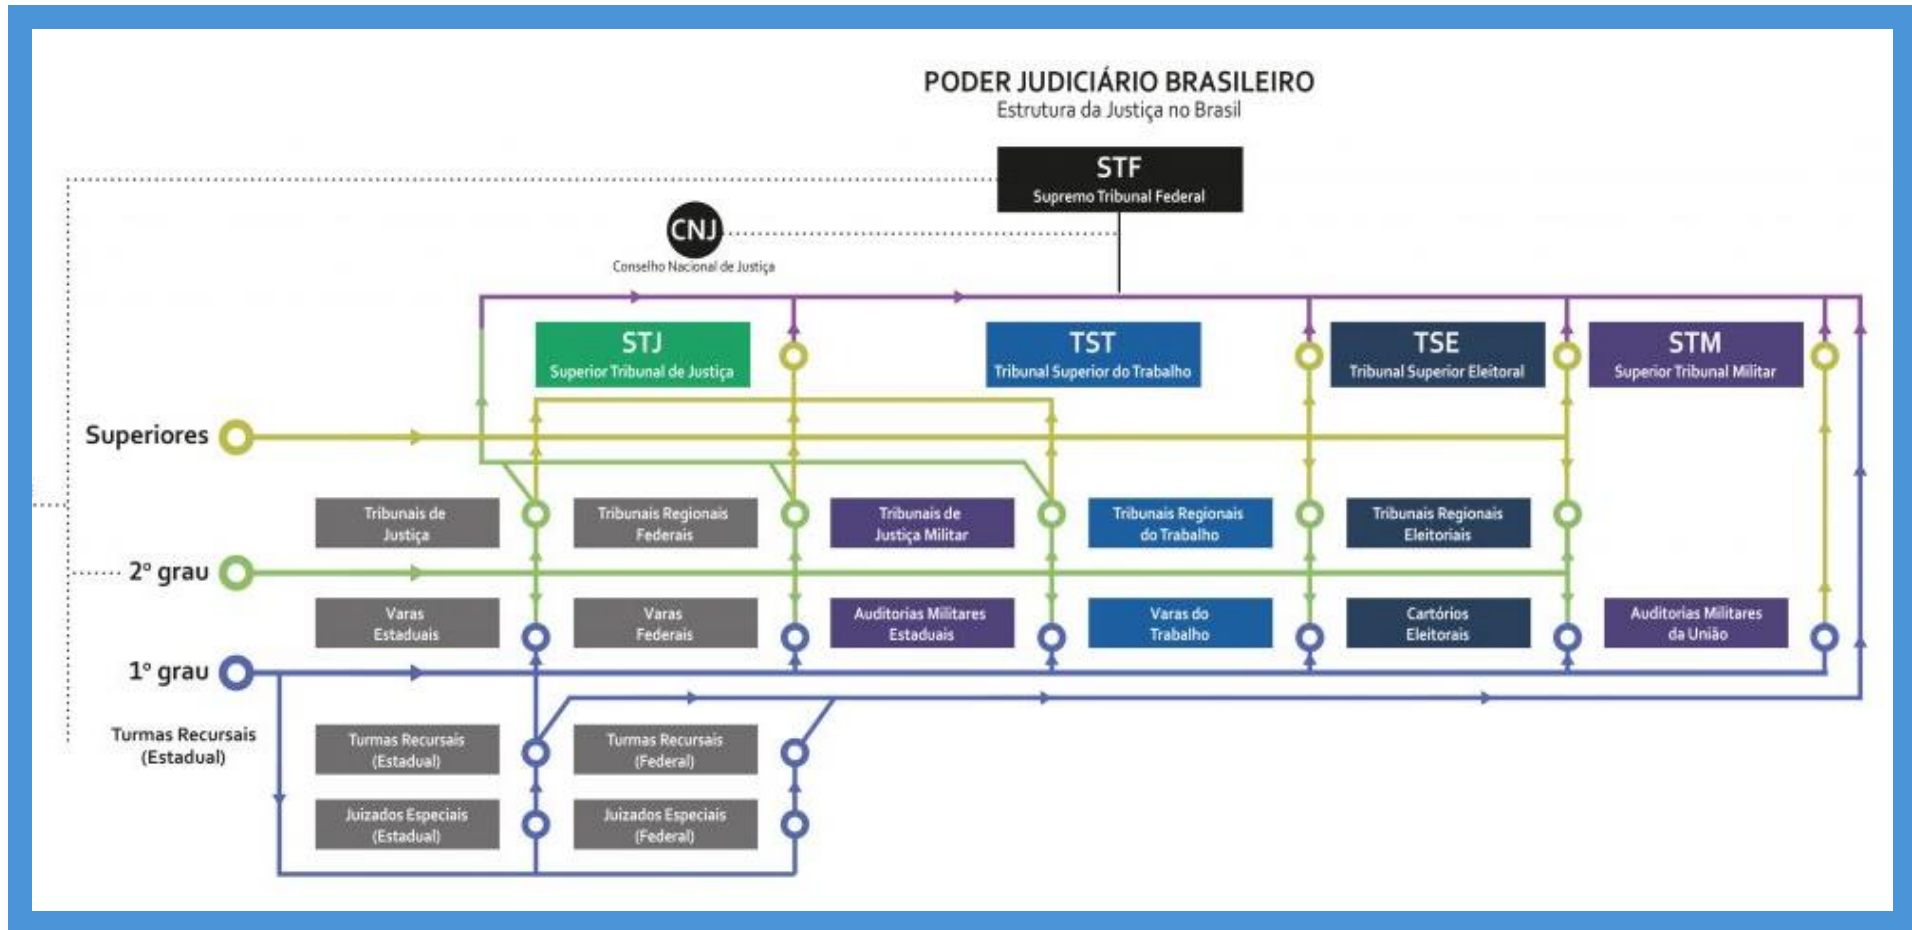 PODER JUDICIÁRIO BRASILEIRO
Estrutura da Justiça no Brasil
STF
Supremo Tribunal Federal
CNJ
Conselho Nacional de Justiça
STJ
Superior Tribunal de Justiça
TST
Tribunal Superior do Trabalho
TSE
Tribunal Superior Eleitoral
STM
Superior Tribunal Militar
Superiores
Tribunais de
Justiça
Tribunais Regionais
Federais
Tribunais de
Justiça Militar
Tribunais Regionais
do Trabalho
Tribunais Regionais
Eleitoriais
2º grau
Varas
Estaduais
Varas
Federais
Auditorias Militares
Estaduais
Varas do
Trabalho
Cartórios
Eleitorais
Auditorias Militares
da União
1º grau
Turmas Recursais
(Estadual)
Turmas Recursais
(Estadual)
Turmas Recursais
(Federal)
Juizados Especiais
(Estadual)
Juizados Especiais
(Federal)